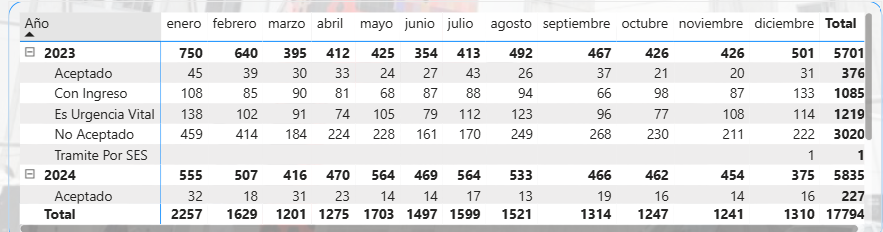 Año enero febrero marzo abril mayo junio julio agosto septiembre octubre noviembre diciembre Total
2023 750 640 395 412 425 354 413 492 467 426 426 501 5701
Aceptado 45 39 30 33 24 27 43 26 37 21 20 31 376
Con Ingreso 108 85 90 81 68 87 88 94 66 98 87 133 1085
Es Urgencia Vital 138 102 91 74 105 79 112 123 96 77 108 114 1219
No Aceptado 459 414 184 224 228 161 170 249 268 230 211 222 3020
Tramite Por SES 1 1
2024 555 507 416 470 564 469 564 533 466 462 454 375 5835
Aceptado 32 18 31 23 14 14 17 13 19 16 14 16 227
Total 2257 1629 1201 1275 1703 1497 1599 1521 1314 1247 1241 1310 17794